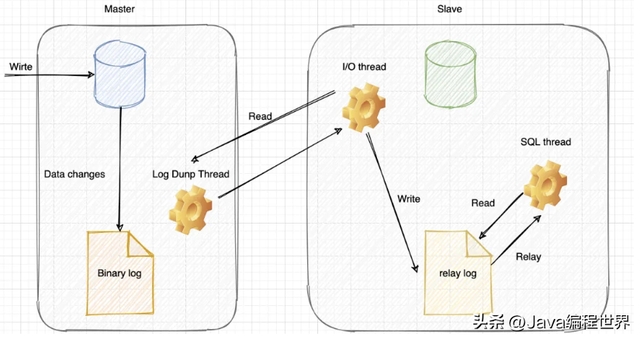 Master
Slave
Wirte
I/O thread
Read
SQL thread
Data changes
Log Dunp Thread
Write
Read
Relay
Binary log
relay log
头条 @Java编程世界